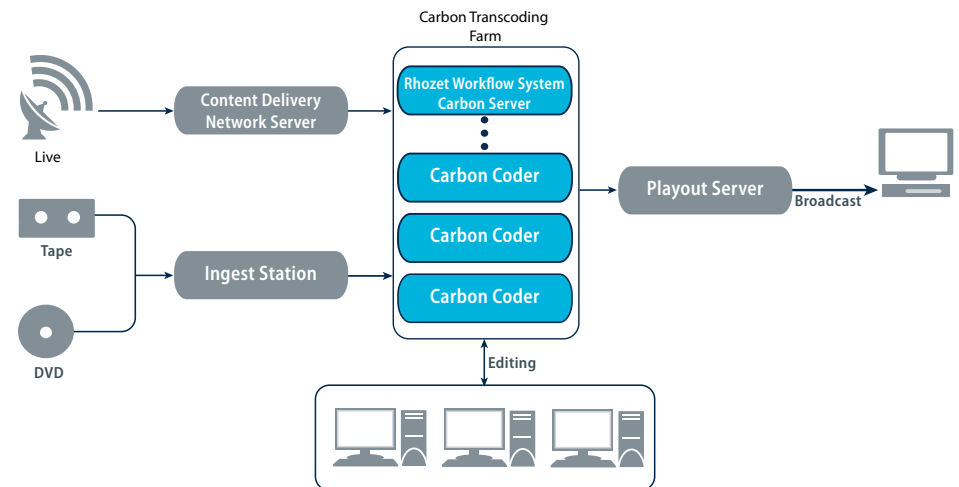 Carbon Transcoding
Farm
Rhozet Workflow System
Carbon Server
Content Delivery
Network Server
Live
Carbon Coder
Playout Server
Broadcast
Tape
Carbon Coder
Ingest Station
Carbon Coder
DVD
Editing